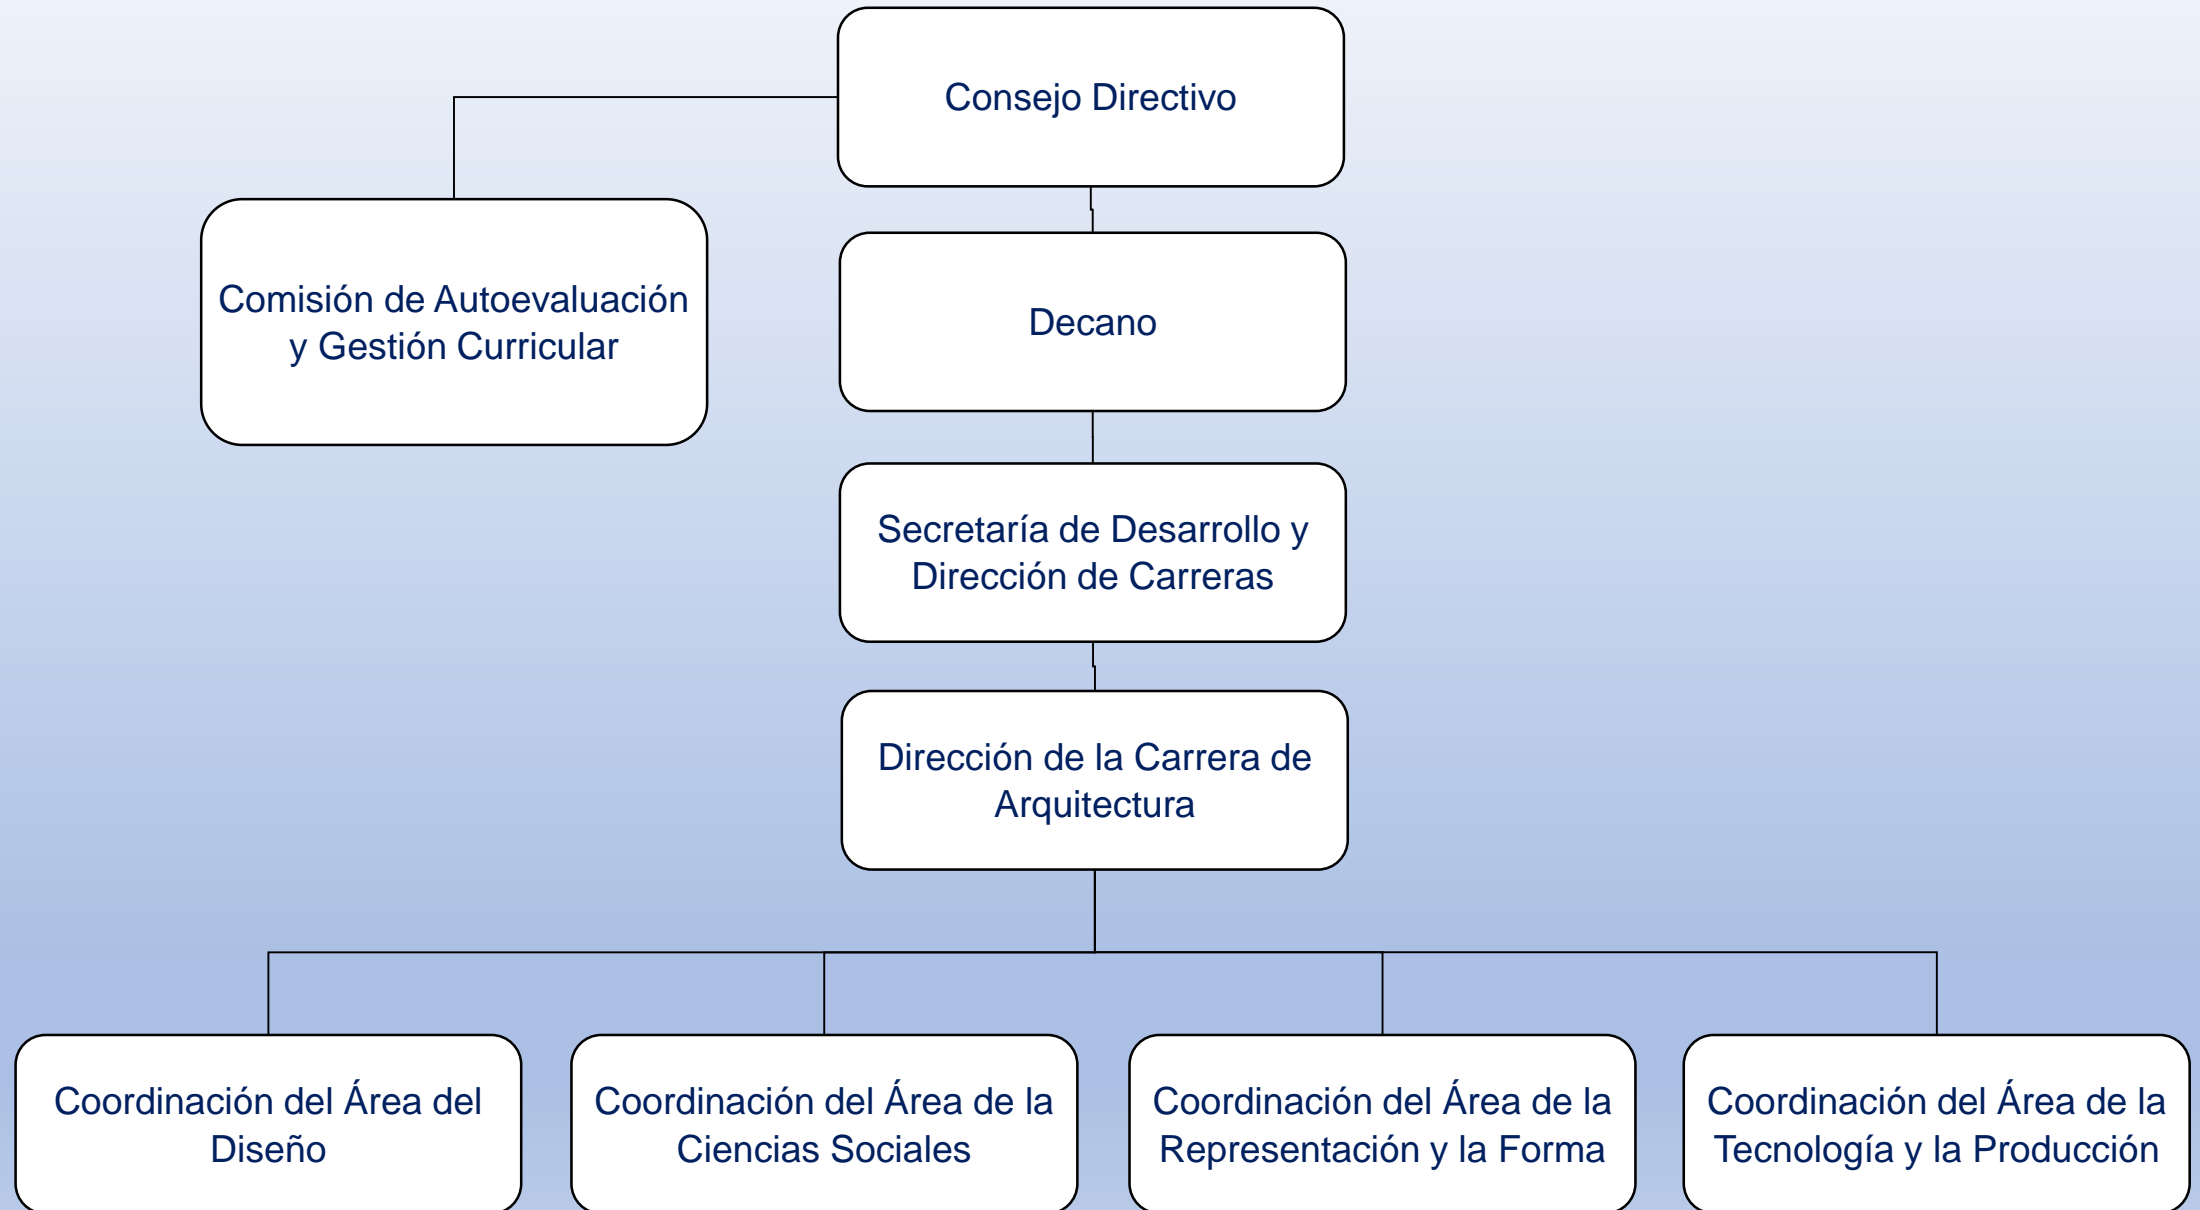 Consejo Directivo
Comisión de Autoevaluación
y Gestión Curricular
Decano
Secretaría de Desarrollo y
Dirección de Carreras
Dirección de la Carrera de
Arquitectura
Coordinación del Área del
Diseño
Coordinación del Área de la
Ciencias Sociales
Coordinación del Área de la
Representación y la Forma
Coordinación del Área de la
Tecnología y la Producción